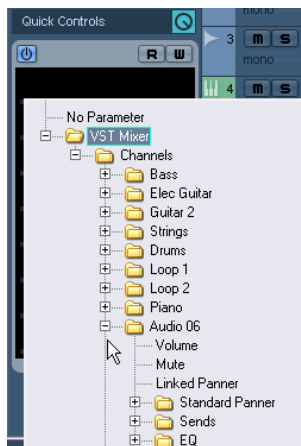 Quick Controls
mono
3 M S
R W
mono
4 M S
No Parameter
VST Mixer
Channels
Bass
Elec Guitar
Guitar 2
Strings
Drums
Loop 1
Loop 2
Piano
Audio 06
Volume
Mute
Linked Panner
Standard Panner
Sends
EQ